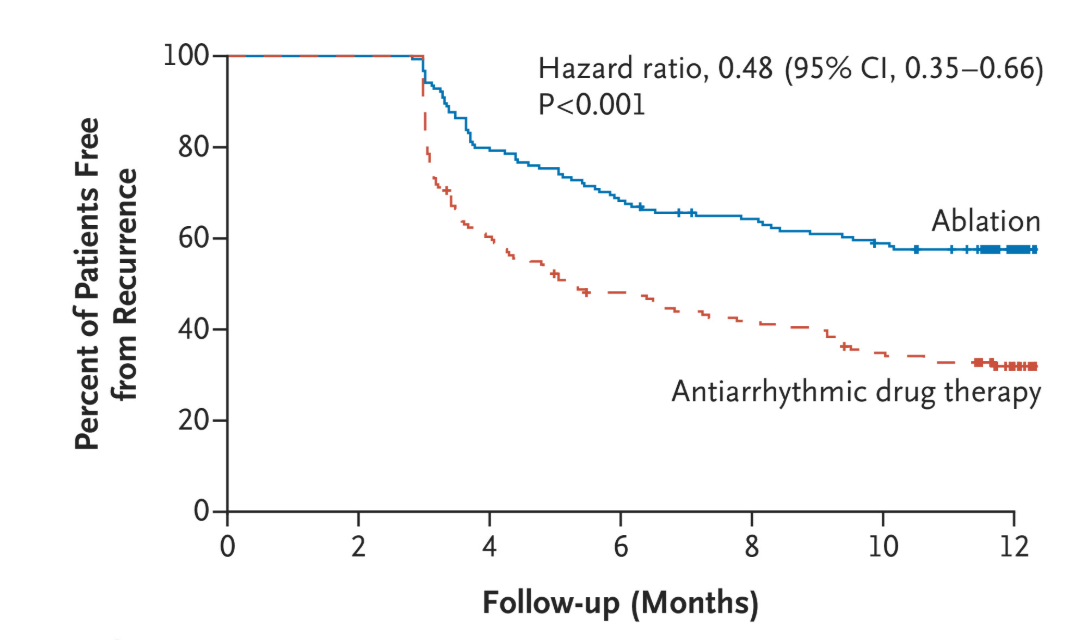 100
80
60
40
20
0
Percent of Patients Free
from Recurrence
Hazard ratio, 0.48 (95% CI, 0.35–0.66)
P<0.001
Ablation
Antiarrhythmic drug therapy
0 2 4 6 8 10 12
Follow-up (Months)